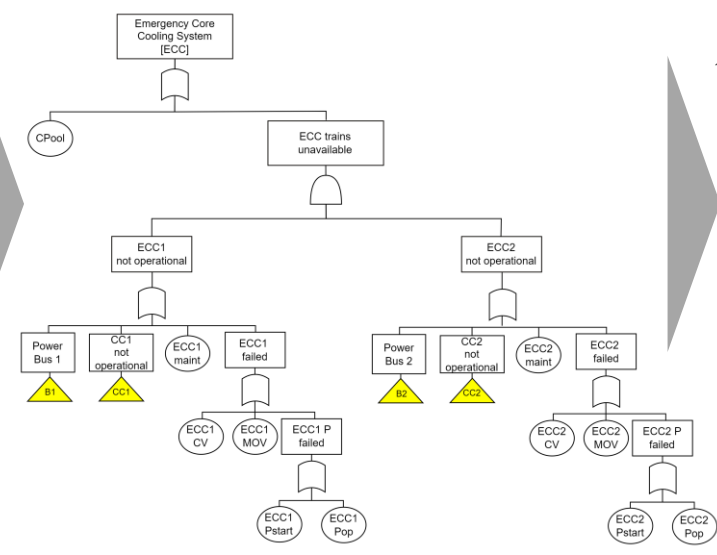 Emergency Core
Cooling System
[ECC]
CPool
ECC trains
unavailable
ECC1
not operational
ECC2
not operational
Power
Bus 1
CC1
not
operational
ECC1
maint
ECC1
failed
Power
Bus 2
CC2
not
operational
ECC2
maint
ECC2
failed
B1
CC1
B2
CC2
ECC1
CV
ECC1
MOV
ECC1 P
failed
ECC2
CV
ECC2
MOV
ECC2 P
failed
ECC1
Pstart
ECC1
Pop
ECC2
Pstart
ECC2
Pop